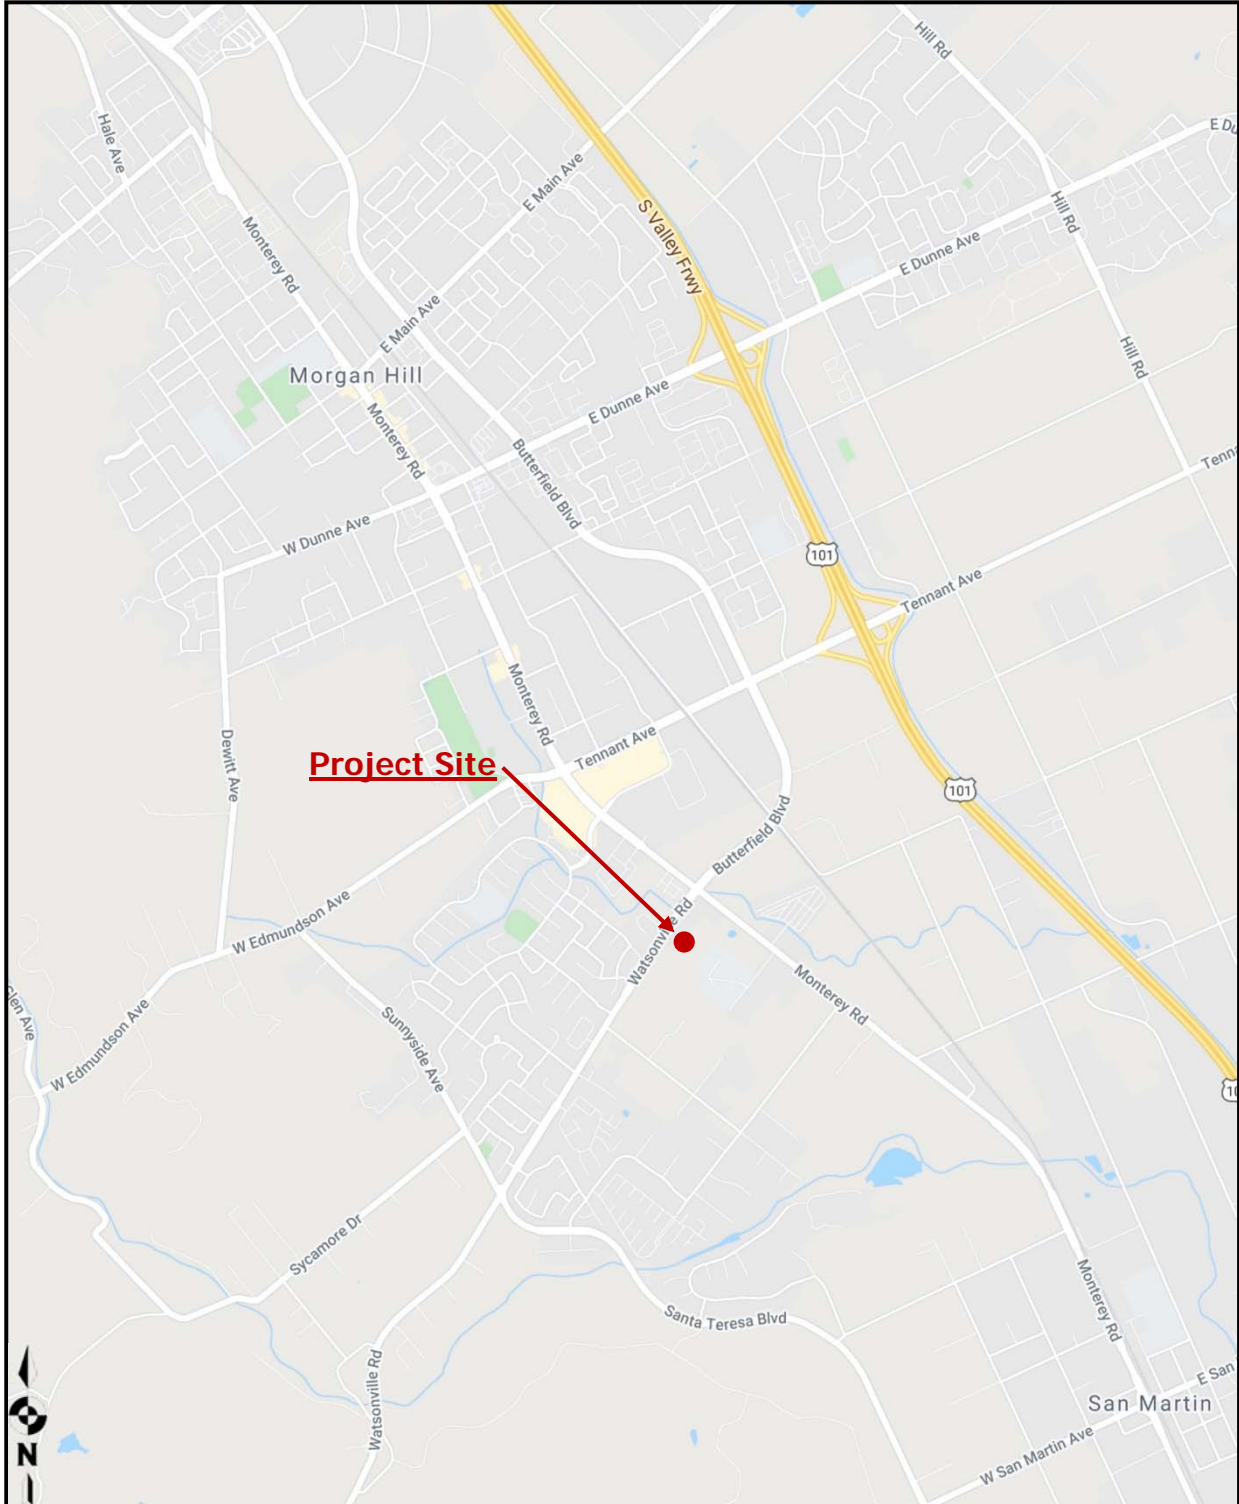 Hill Rd
E Du
Hale Ave
E Main Ave
Hill Rd
S Valley Frwy
E Dunne Ave
Monterey Rd
E Main Ave
Hill Rd
Morgan Hill
E Dunne Ave
Monterey Rd
Butterfield Blvd
Tenn
W Dunne Ave
101
Tennant Ave
Monterey Rd
Dewitt Ave
Tennant Ave
Project Site
101
Butterfield Blvd
W Edmundson Ave
Watsonville Rd
Monterey Rd
Glen Ave
W Edmundson Ave
Sunnyside Ave
10
Sycamore Dr
Santa Teresa Blvd
Monterey Rd
Watsonville Rd
E San
San Martin
N
W San Martin Ave